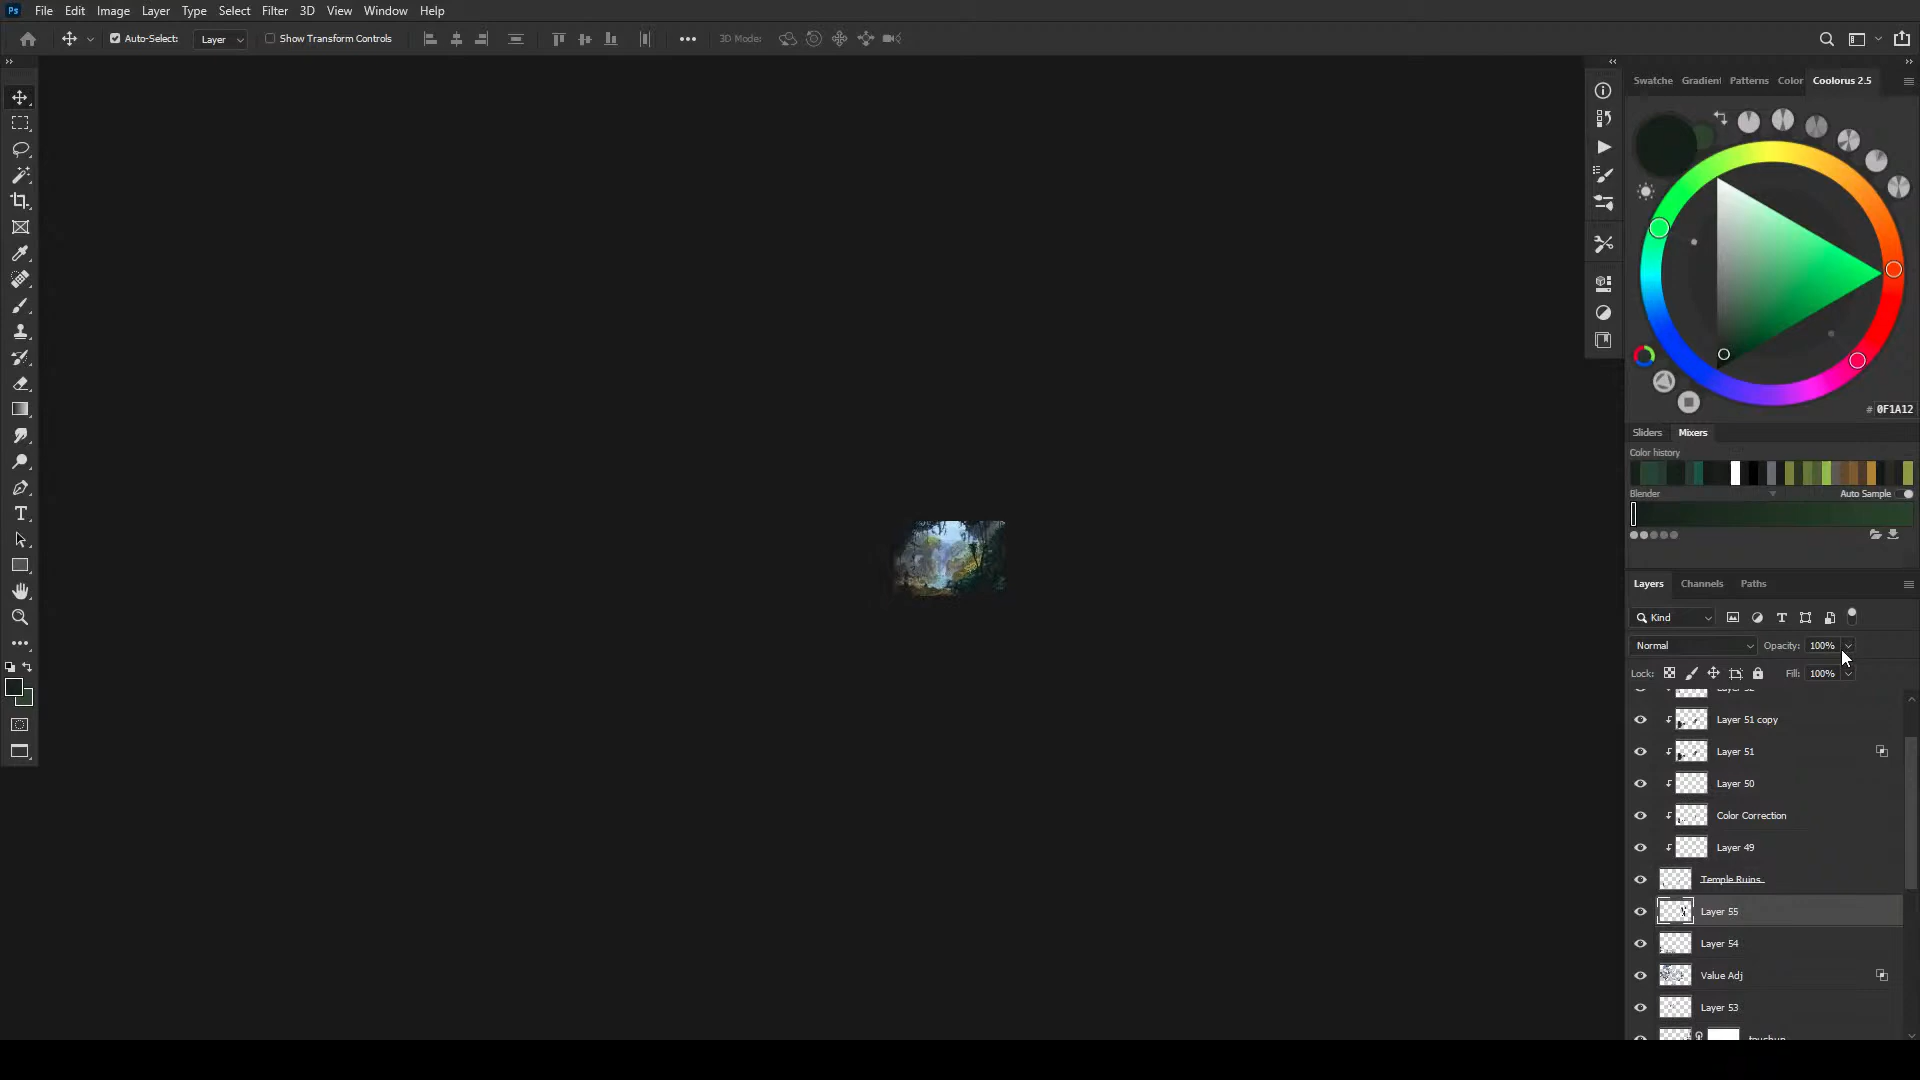 Ps File Edit Image Layer Type Select Filter 3D View Window Help
Auto-Select: Layer Show Transform Controls 3D Mode:
Swatche Gradient Patterns Color Coolorus 2.5
# 0F1A12
Sliders Mixers
Color history
Blender Auto Sample
Layers Channels Paths
Kind
Normal Opacity: 100%
Lock: Fill: 100%
Layer 52
Layer 51 copy
Layer 51
Layer 50
Color Correction
Layer 49
Temple Ruins
Layer 55
Layer 54
Value Adj
Layer 53
touchup